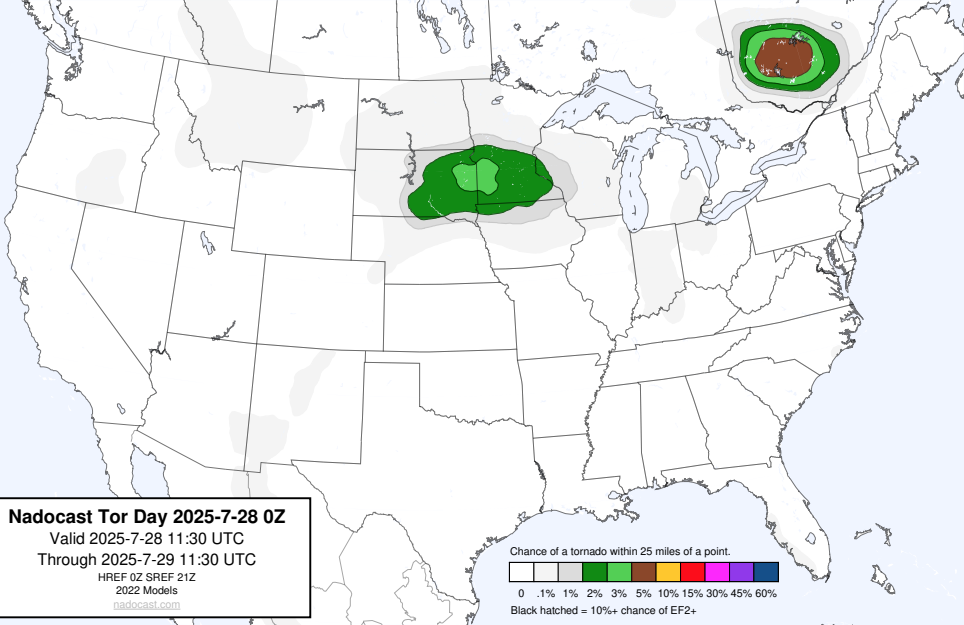 Nadocast Tor Day 2025-7-28 0Z
Valid 2025-7-28 11:30 UTC
Through 2025-7-29 11:30 UTC
HREF 0Z SREF 21Z
2022 Models
nadocast.com
Chance of a tornado within 25 miles of a point.
0 .1% 1% 2% 3% 5% 10% 15% 30% 45% 60%
Black hatched = 10%+ chance of EF2+